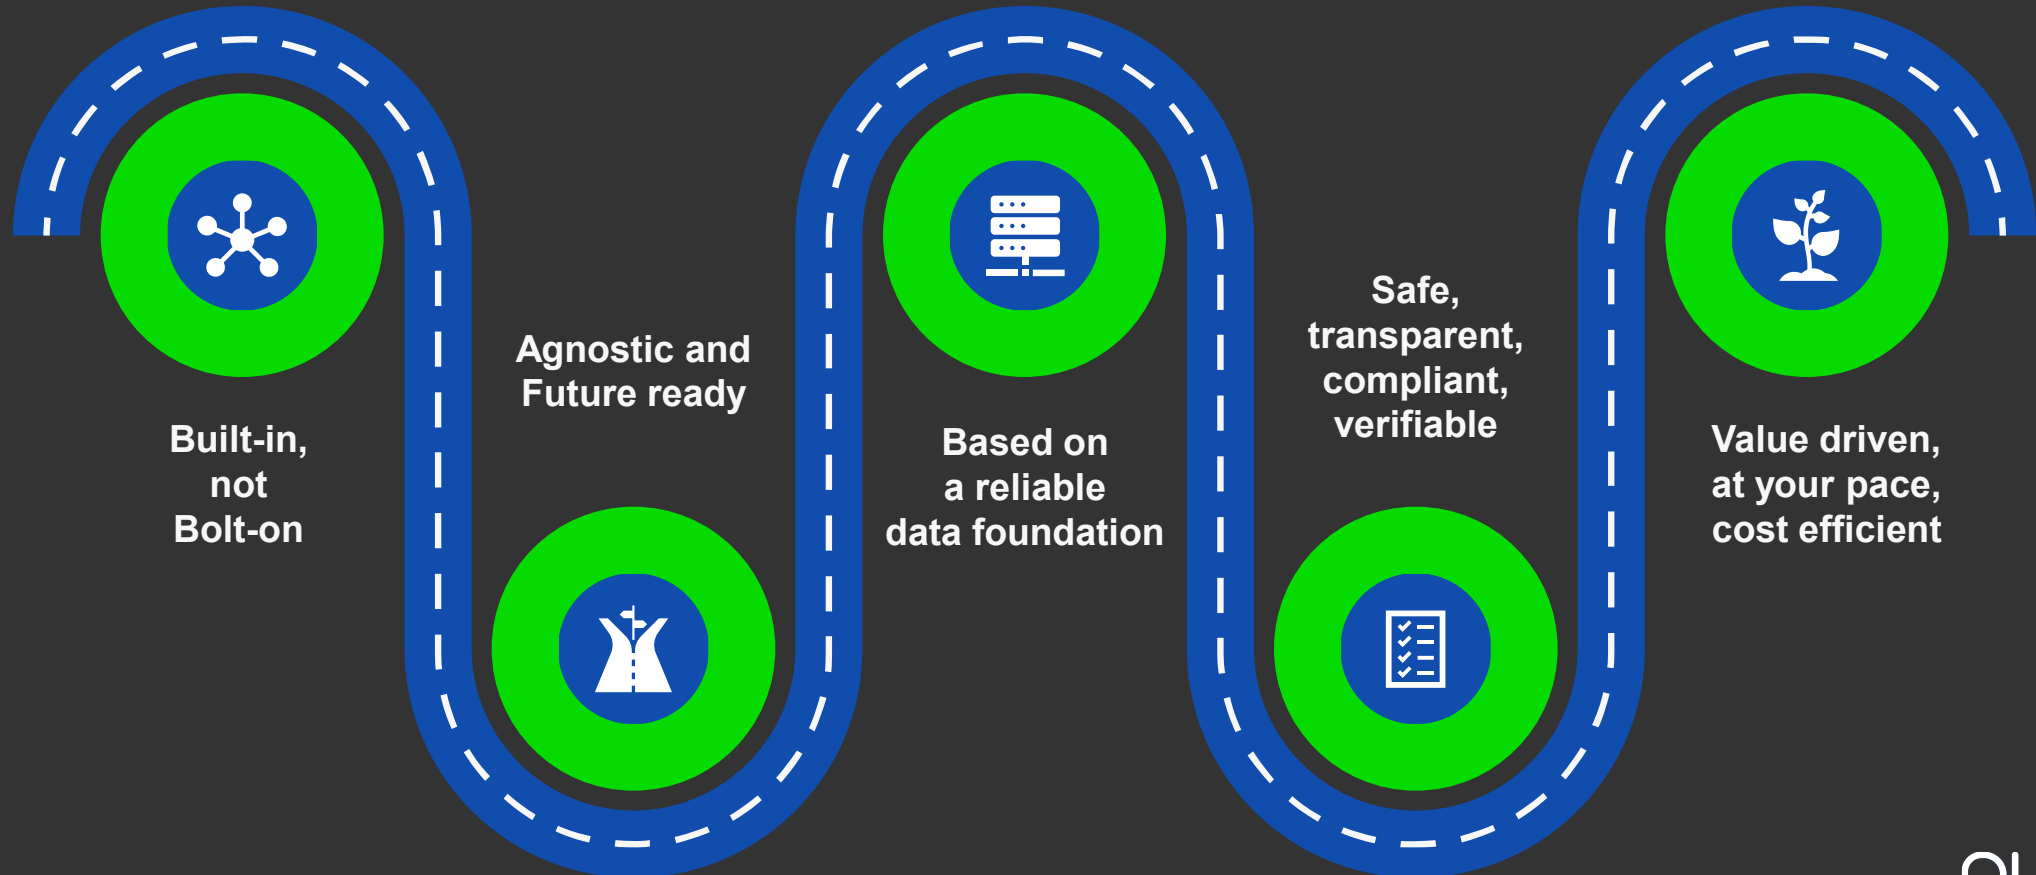 Built-in,
not
Bolt-on
Agnostic and
Future ready
Based on
a reliable
data foundation
Safe,
transparent,
compliant,
verifiable
Value driven,
at your pace,
cost efficient